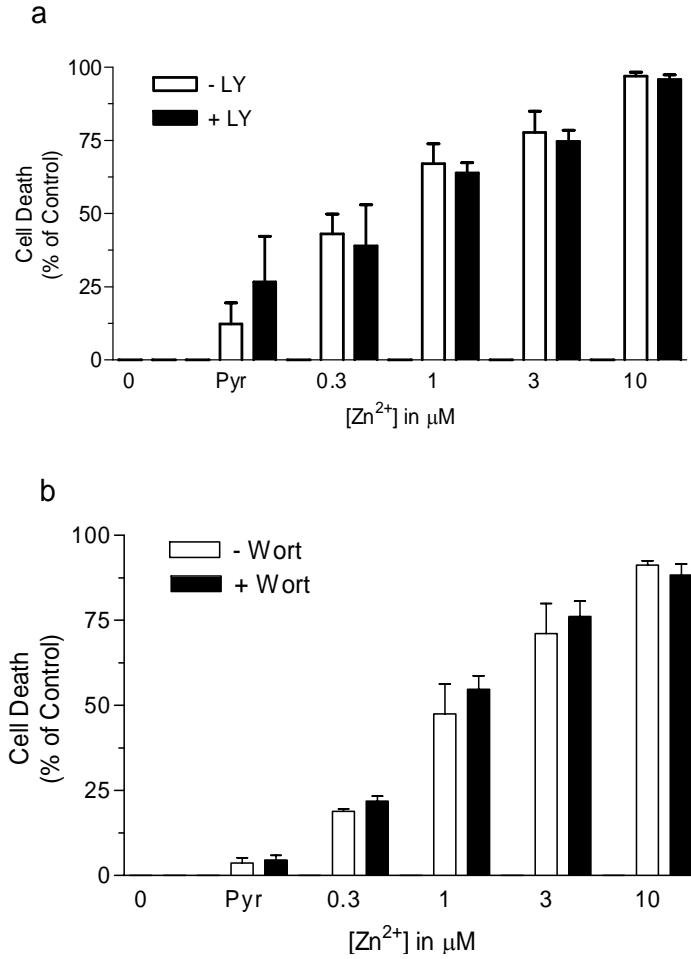 a
100
75
50
25
0
Cell Death
(% of Control)
- LY
+ LY
0 Pyr 0.3 1 3 10
[Zn²⁺] in μM
b
100
75
50
25
0
Cell Death
(% of Control)
- Wort
+ Wort
0 Pyr 0.3 1 3 10
[Zn²⁺] in μM